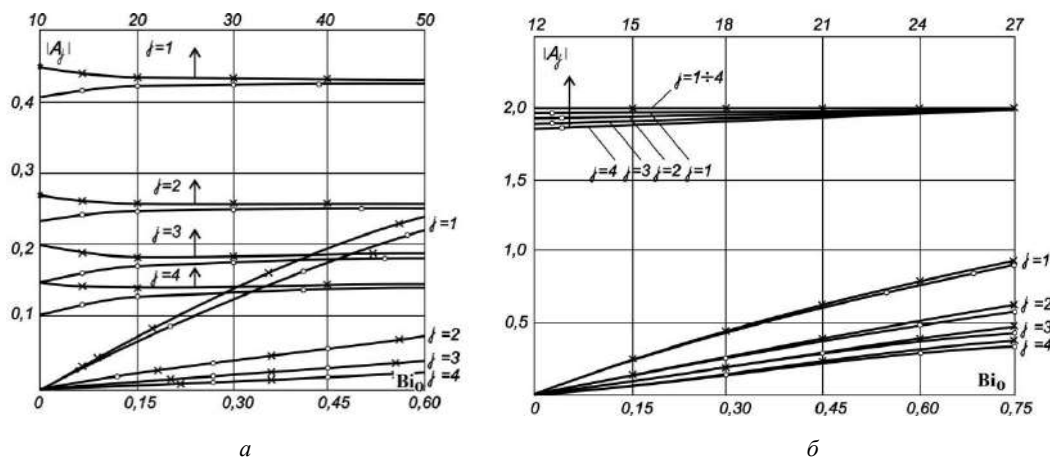 10 20 30 40 50
|A𝒿|
j=1
0,4
0,3
j=2
0,2
j=3
j=4
0,1
j=1
j=2
j=3
j=4
Bi₀
0 0,15 0,30 0,45 0,60
а
12 15 18 21 24 27
|A𝒿|
j=1÷4
2,0
j=4 j=3 j=2 j=1
1,5
1,0
j=1
j=2
0,5
j=3
j=4
Bi₀
0 0,15 0,30 0,45 0,60 0,75
б